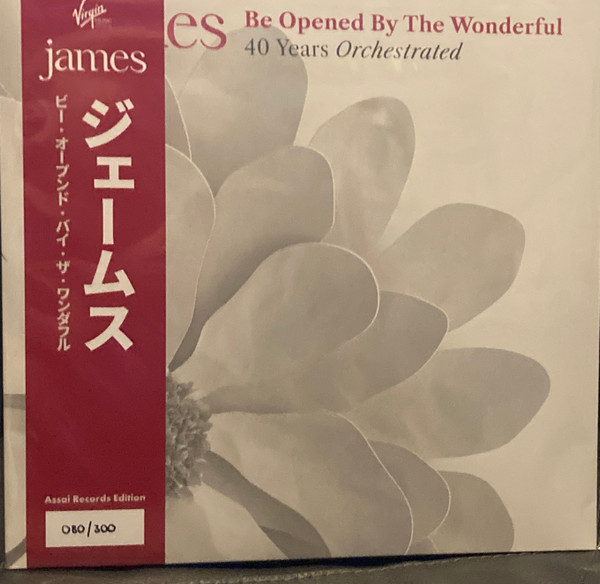 Virgin
MUSIC
james
ジェームス
ビー・オープンド・バイ・ザ・ワンダフル
Assai Records Edition
080/300
es
Be Opened By The Wonderful
40 Years Orchestrated